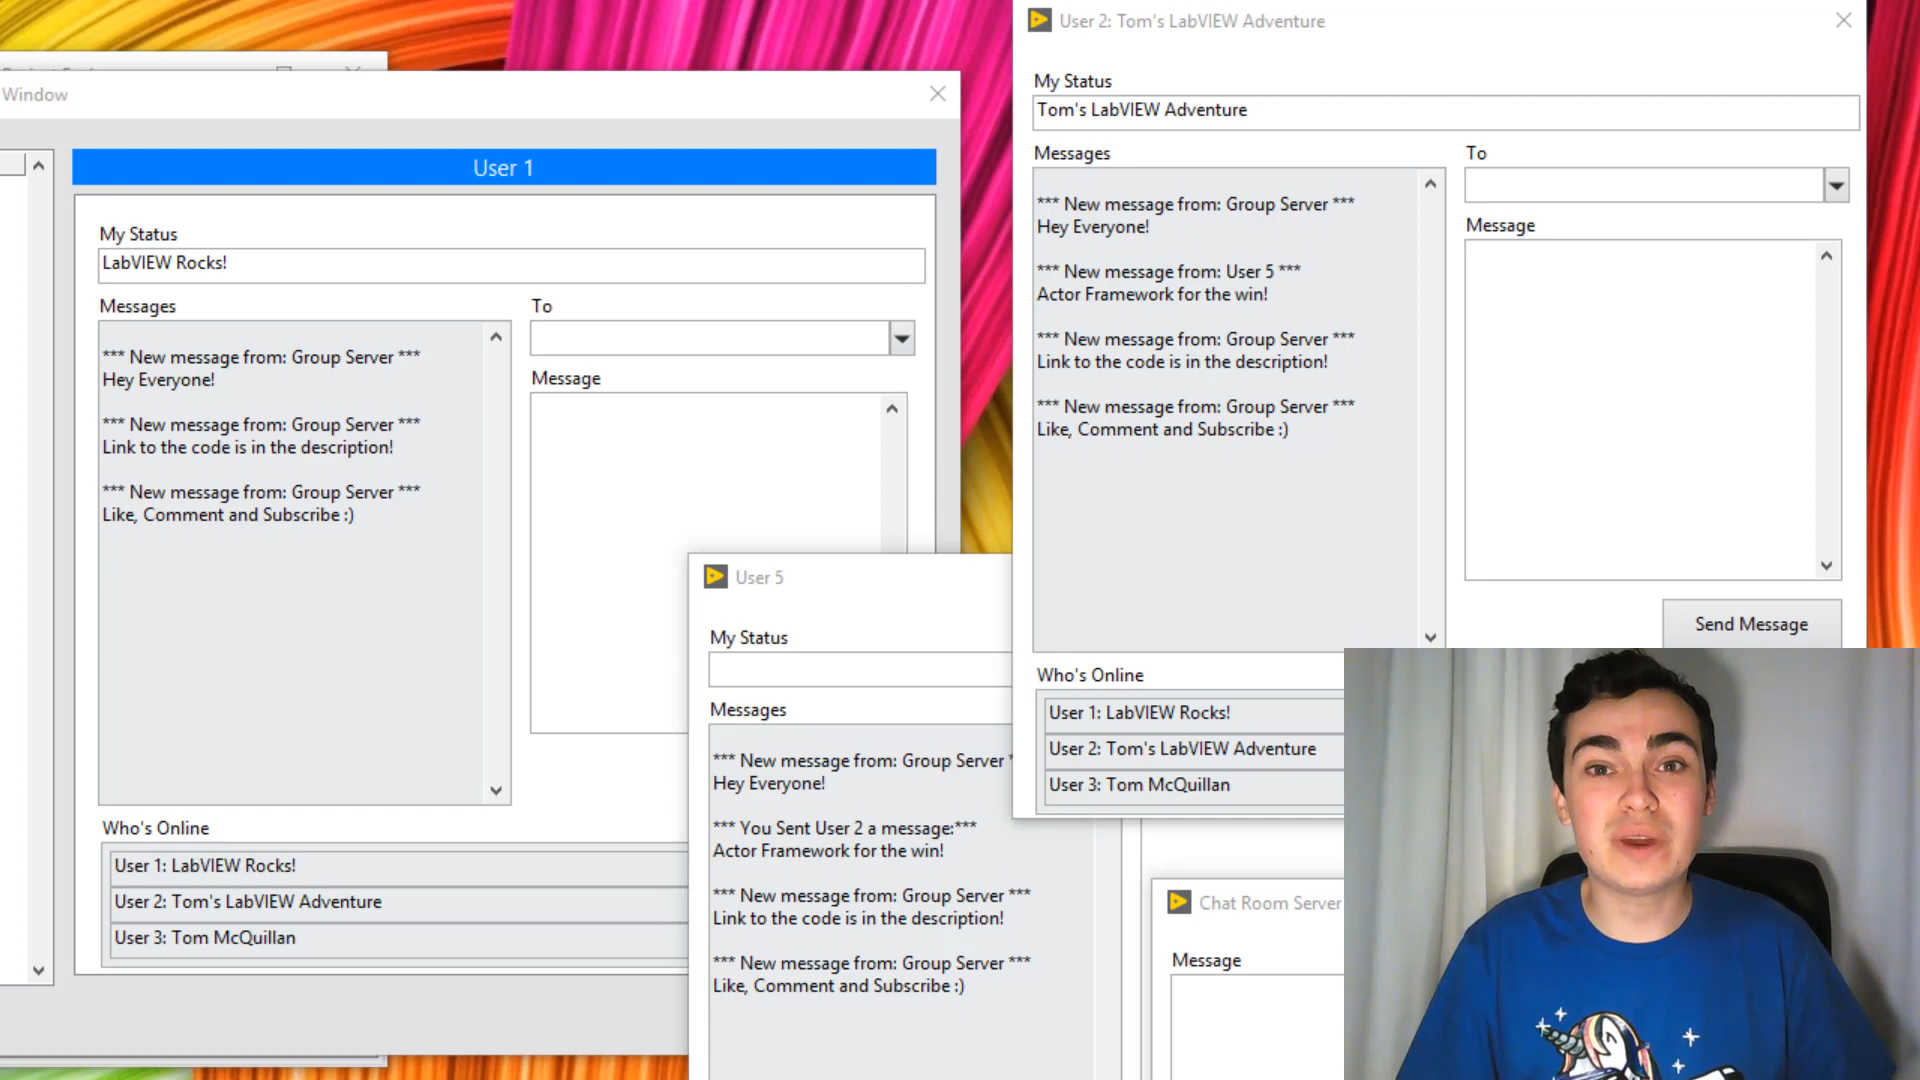 Window
User 1
My Status
LabVIEW Rocks!
Messages
*** New message from: Group Server ***
Hey Everyone!
*** New message from: Group Server ***
Link to the code is in the description!
*** New message from: Group Server ***
Like, Comment and Subscribe :)
To
Message
Who's Online
User 1: LabVIEW Rocks!
User 2: Tom's LabVIEW Adventure
User 3: Tom McQuillan
User 5
My Status
Messages
*** New message from: Group Server *
Hey Everyone!
*** You Sent User 2 a message:***
Actor Framework for the win!
*** New message from: Group Server ***
Link to the code is in the description!
*** New message from: Group Server ***
Like, Comment and Subscribe :)
User 2: Tom's LabVIEW Adventure
My Status
Tom's LabVIEW Adventure
Messages
*** New message from: Group Server ***
Hey Everyone!
*** New message from: User 5 ***
Actor Framework for the win!
*** New message from: Group Server ***
Link to the code is in the description!
*** New message from: Group Server ***
Like, Comment and Subscribe :)
To
Message
Send Message
Who's Online
User 1: LabVIEW Rocks!
User 2: Tom's LabVIEW Adventure
User 3: Tom McQuillan
Chat Room Server
Message